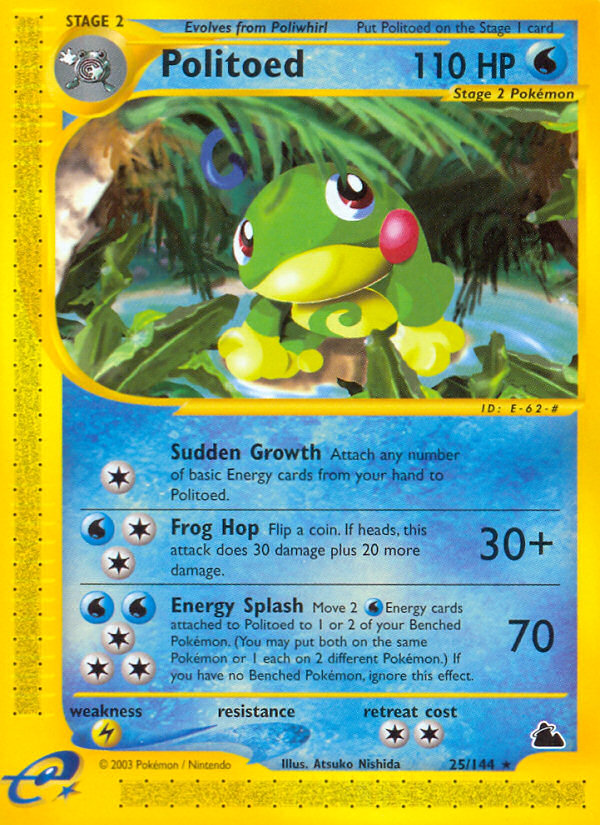 STAGE 2
Evolves from Poliwhirl Put Politoed on the Stage 1 card
Politoed 110 HP
Stage 2 Pokémon
ID: E-62-#
Sudden Growth Attach any number
of basic Energy cards from your hand to
Politoed.
Frog Hop Flip a coin. If heads, this
attack does 30 damage plus 20 more
damage.
30+
Energy Splash Move 2 Energy cards
attached to Politoed to 1 or 2 of your Benched
Pokémon. (You may put both on the same
Pokémon or 1 each on 2 different Pokémon.) If
you have no Benched Pokémon, ignore this effect.
70
weakness resistance retreat cost
© 2003 Pokémon / Nintendo Illus. Atsuko Nishida 25/144 ★
e